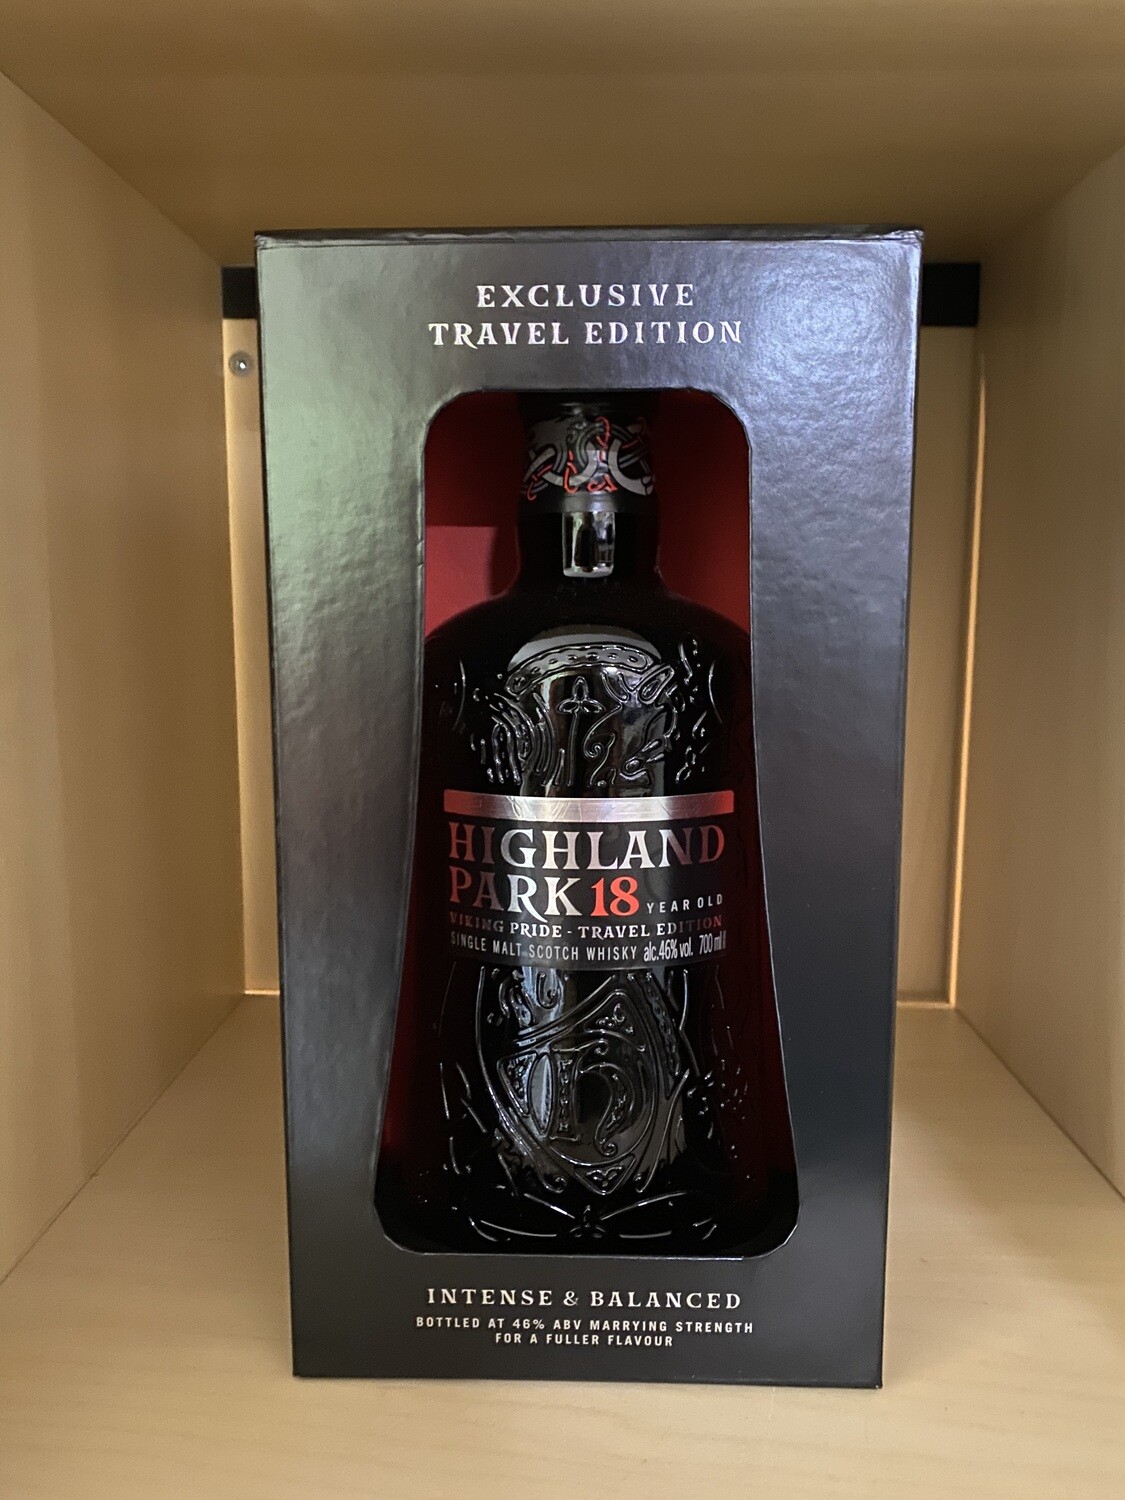 EXCLUSIVE
TRAVEL EDITION
HIGHLAND
PARK 18 YEAR OLD
VIKING PRIDE - TRAVEL EDITION
SINGLE MALT SCOTCH WHISKY alc.46% vol. 700 ml
INTENSE & BALANCED
BOTTLED AT 46% ABV MARRYING STRENGTH
FOR A FULLER FLAVOUR